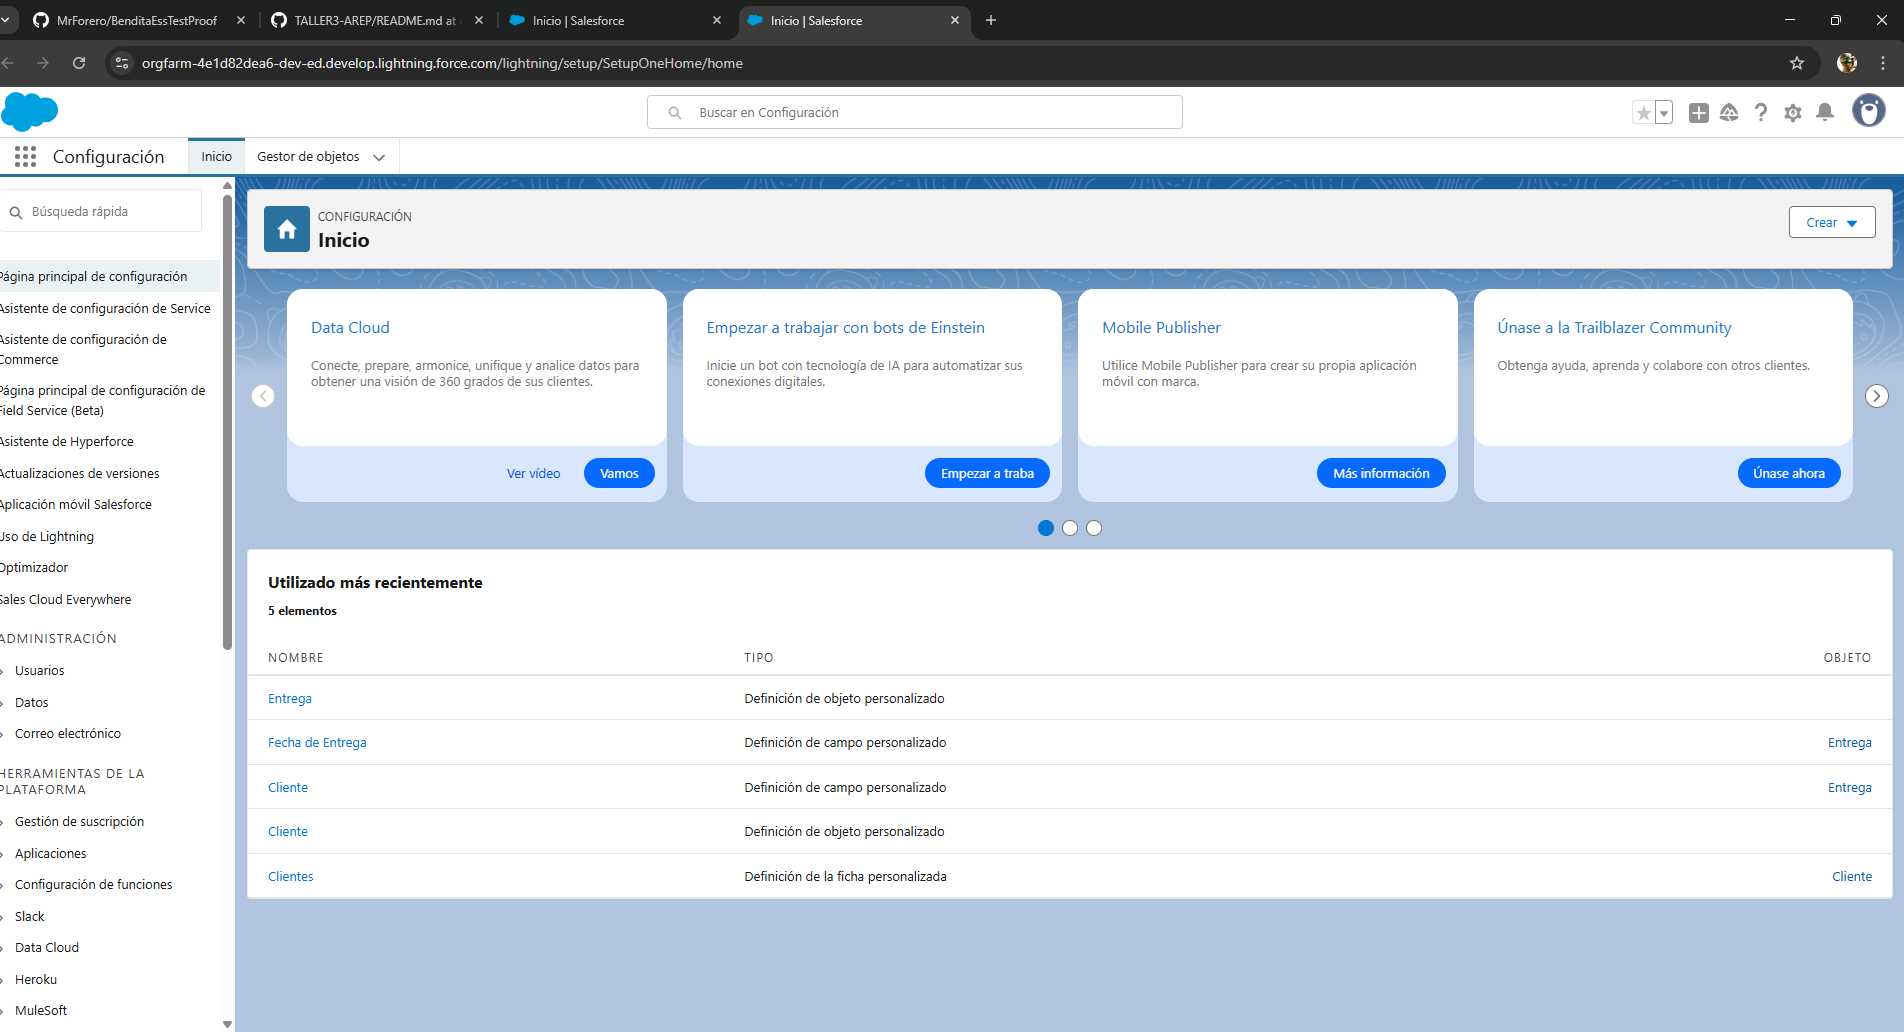 MrForero/BenditaEssTestProof
TALLER3-AREP/README.md at
Inicio | Salesforce
Inicio | Salesforce
orgfarm-4e1d82dea6-dev-ed.develop.lightning.force.com/lightning/setup/SetupOneHome/home
Buscar en Configuración
Configuración
Inicio
Gestor de objetos
Búsqueda rápida
Página principal de configuración
Asistente de configuración de Service
Asistente de configuración de
Commerce
Página principal de configuración de
Field Service (Beta)
Asistente de Hyperforce
Actualizaciones de versiones
Aplicación móvil Salesforce
Uso de Lightning
Optimizador
Sales Cloud Everywhere
ADMINISTRACIÓN
Usuarios
Datos
Correo electrónico
HERRAMIENTAS DE LA
PLATAFORMA
Gestión de suscripción
Aplicaciones
Configuración de funciones
Slack
Data Cloud
Heroku
MuleSoft
CONFIGURACIÓN
Inicio
Crear
Data Cloud
Conecte, prepare, armonice, unifique y analice datos para
obtener una visión de 360 grados de sus clientes.
Ver vídeo
Vamos
Empezar a trabajar con bots de Einstein
Inicie un bot con tecnología de IA para automatizar sus
conexiones digitales.
Empezar a traba
Mobile Publisher
Utilice Mobile Publisher para crear su propia aplicación
móvil con marca.
Más información
Únase a la Trailblazer Community
Obtenga ayuda, aprenda y colabore con otros clientes.
Únase ahora
Utilizado más recientemente
5 elementos
NOMBRE TIPO OBJETO
Entrega Definición de objeto personalizado
Fecha de Entrega Definición de campo personalizado Entrega
Cliente Definición de campo personalizado Entrega
Cliente Definición de objeto personalizado
Clientes Definición de la ficha personalizada Cliente